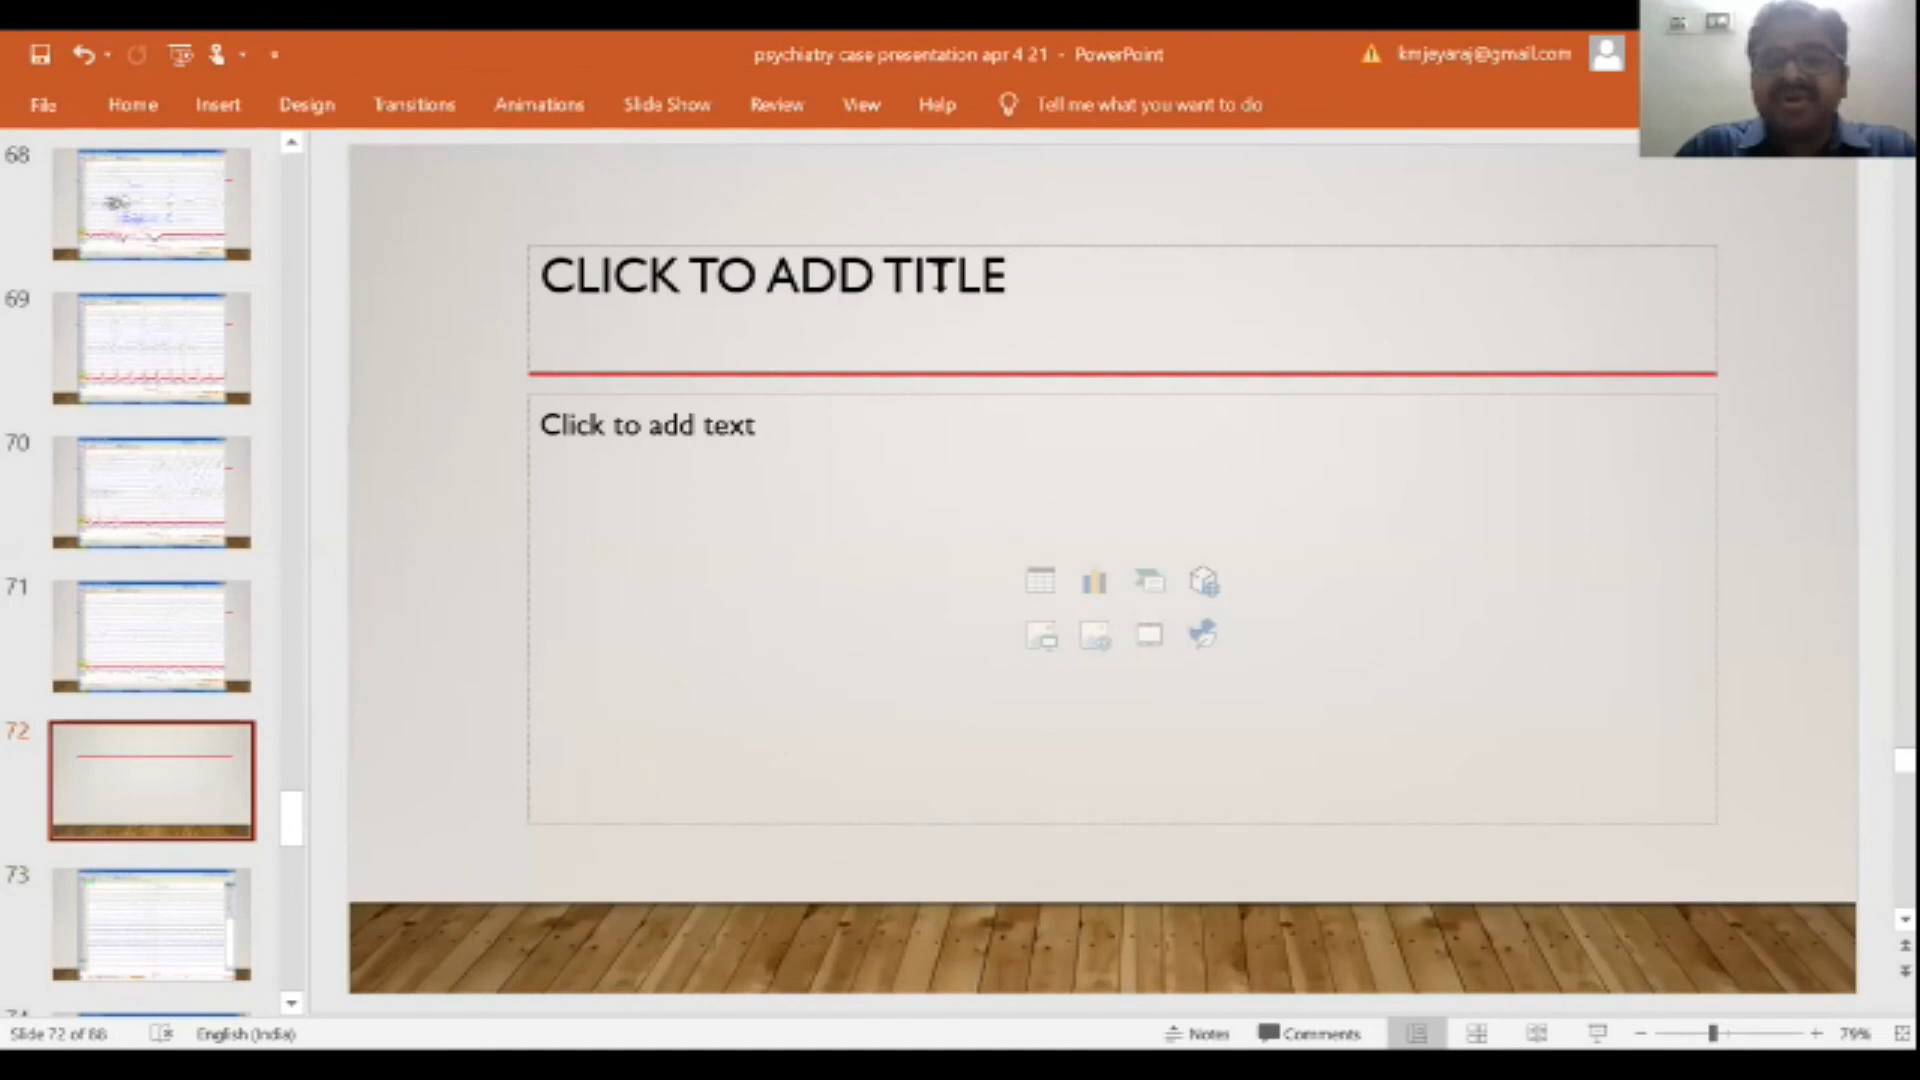 psychiatry case presentation apr 4 21 - PowerPoint
kmjayaraj@gmail.com
File Home Insert Design Transitions Animations Slide Show Review View Help Tell me what you want to do
68
69
70
71
72
73
CLICK TO ADD TITLE
Click to add text
Slide 72 of 88 English (India) Notes Comments 79%